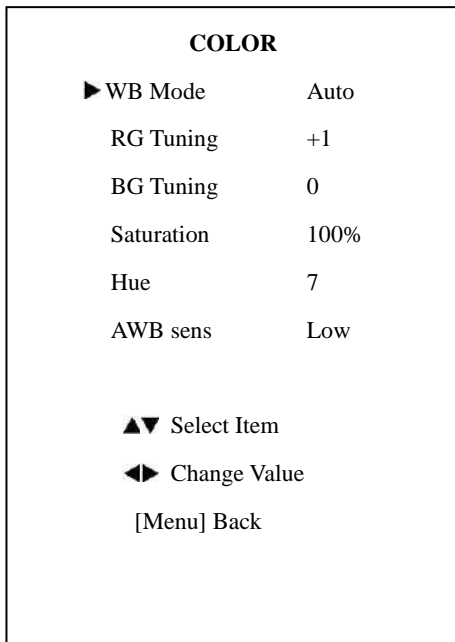 COLOR
▶WB Mode Auto
RG Tuning +1
BG Tuning 0
Saturation 100%
Hue 7
AWB sens Low
▲▼ Select Item
◀▶ Change Value
[Menu] Back